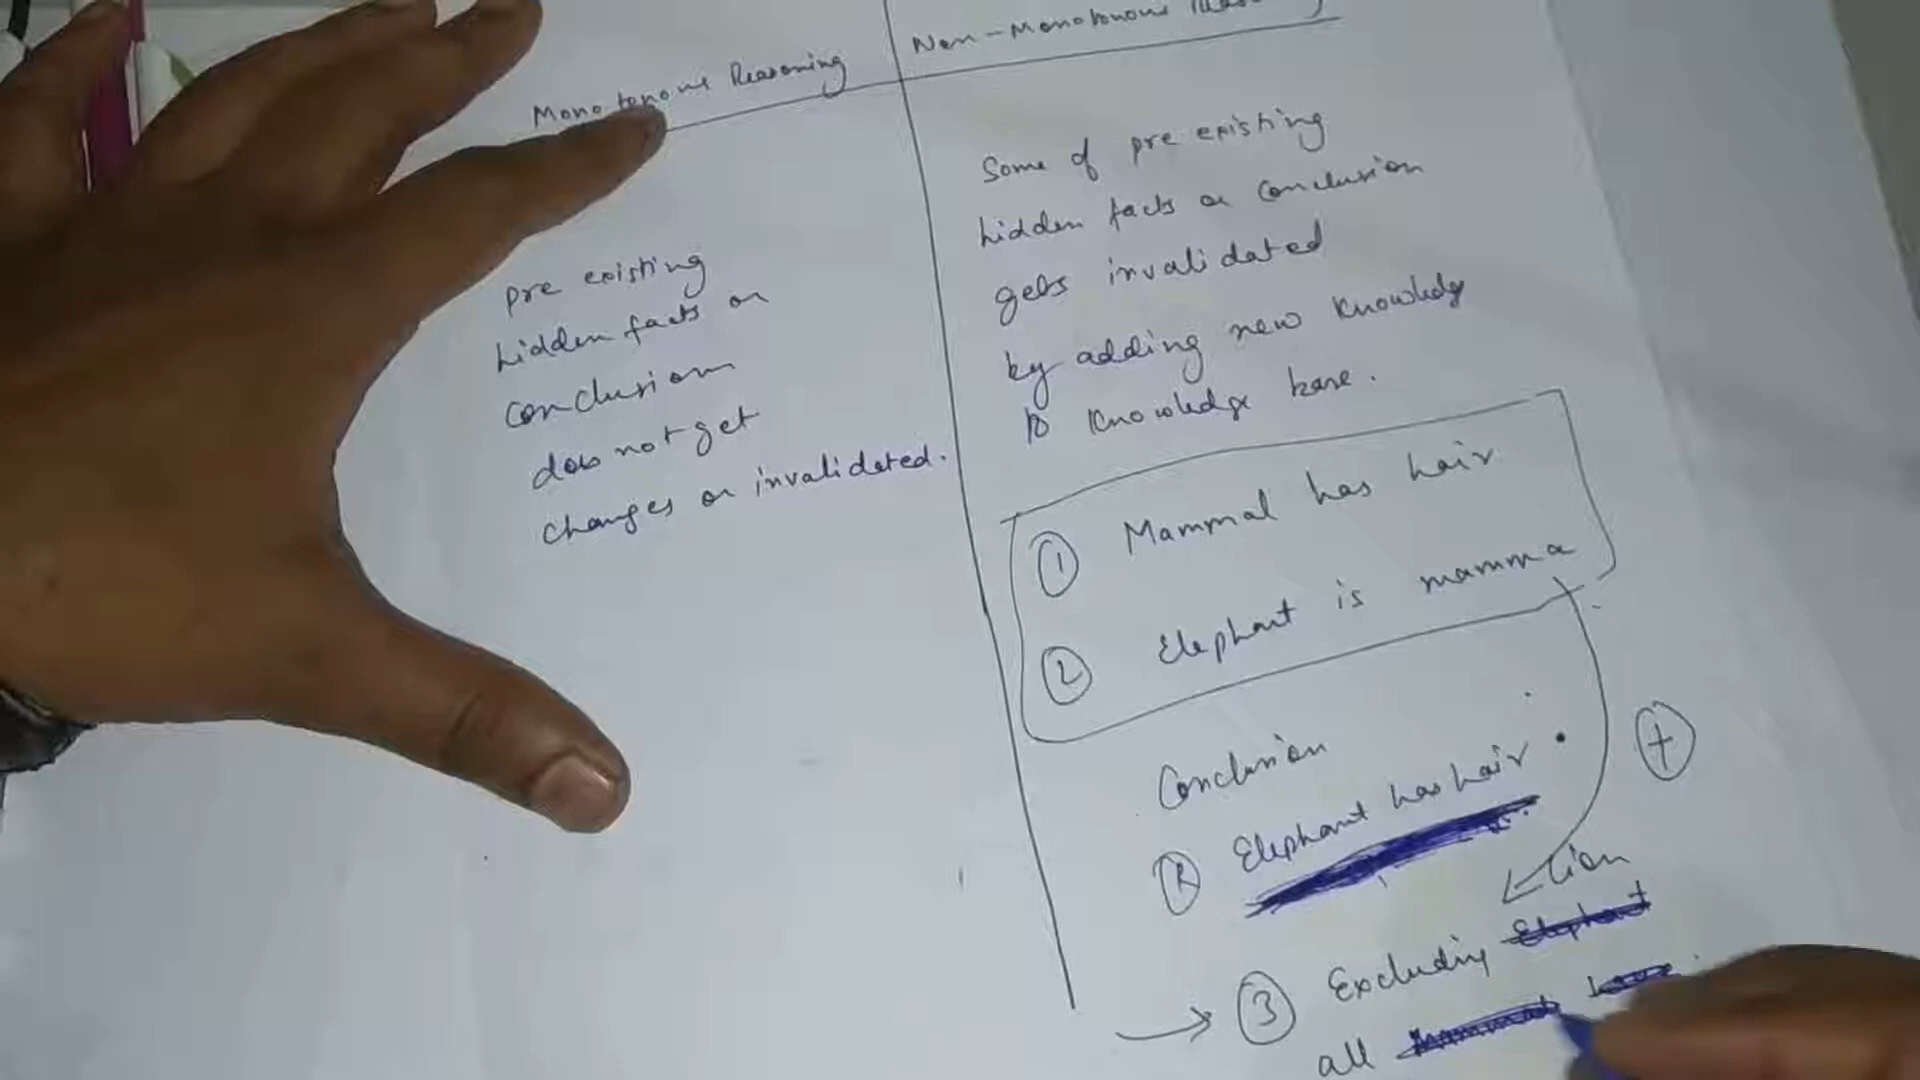 Monotonous Reasoning
Non-Monotonous
pre existing
hidden facts or
conclusion
does not get
changes or invalidated.
Some of pre existing
hidden facts or conclusion
gets invalidated
by adding new knowledge
to knowledge base.
1 Mammal has hair
2 Elephant is mamma
Conclusion
Elephant has hair.
+
Lion
3 Excluding Elephant
all